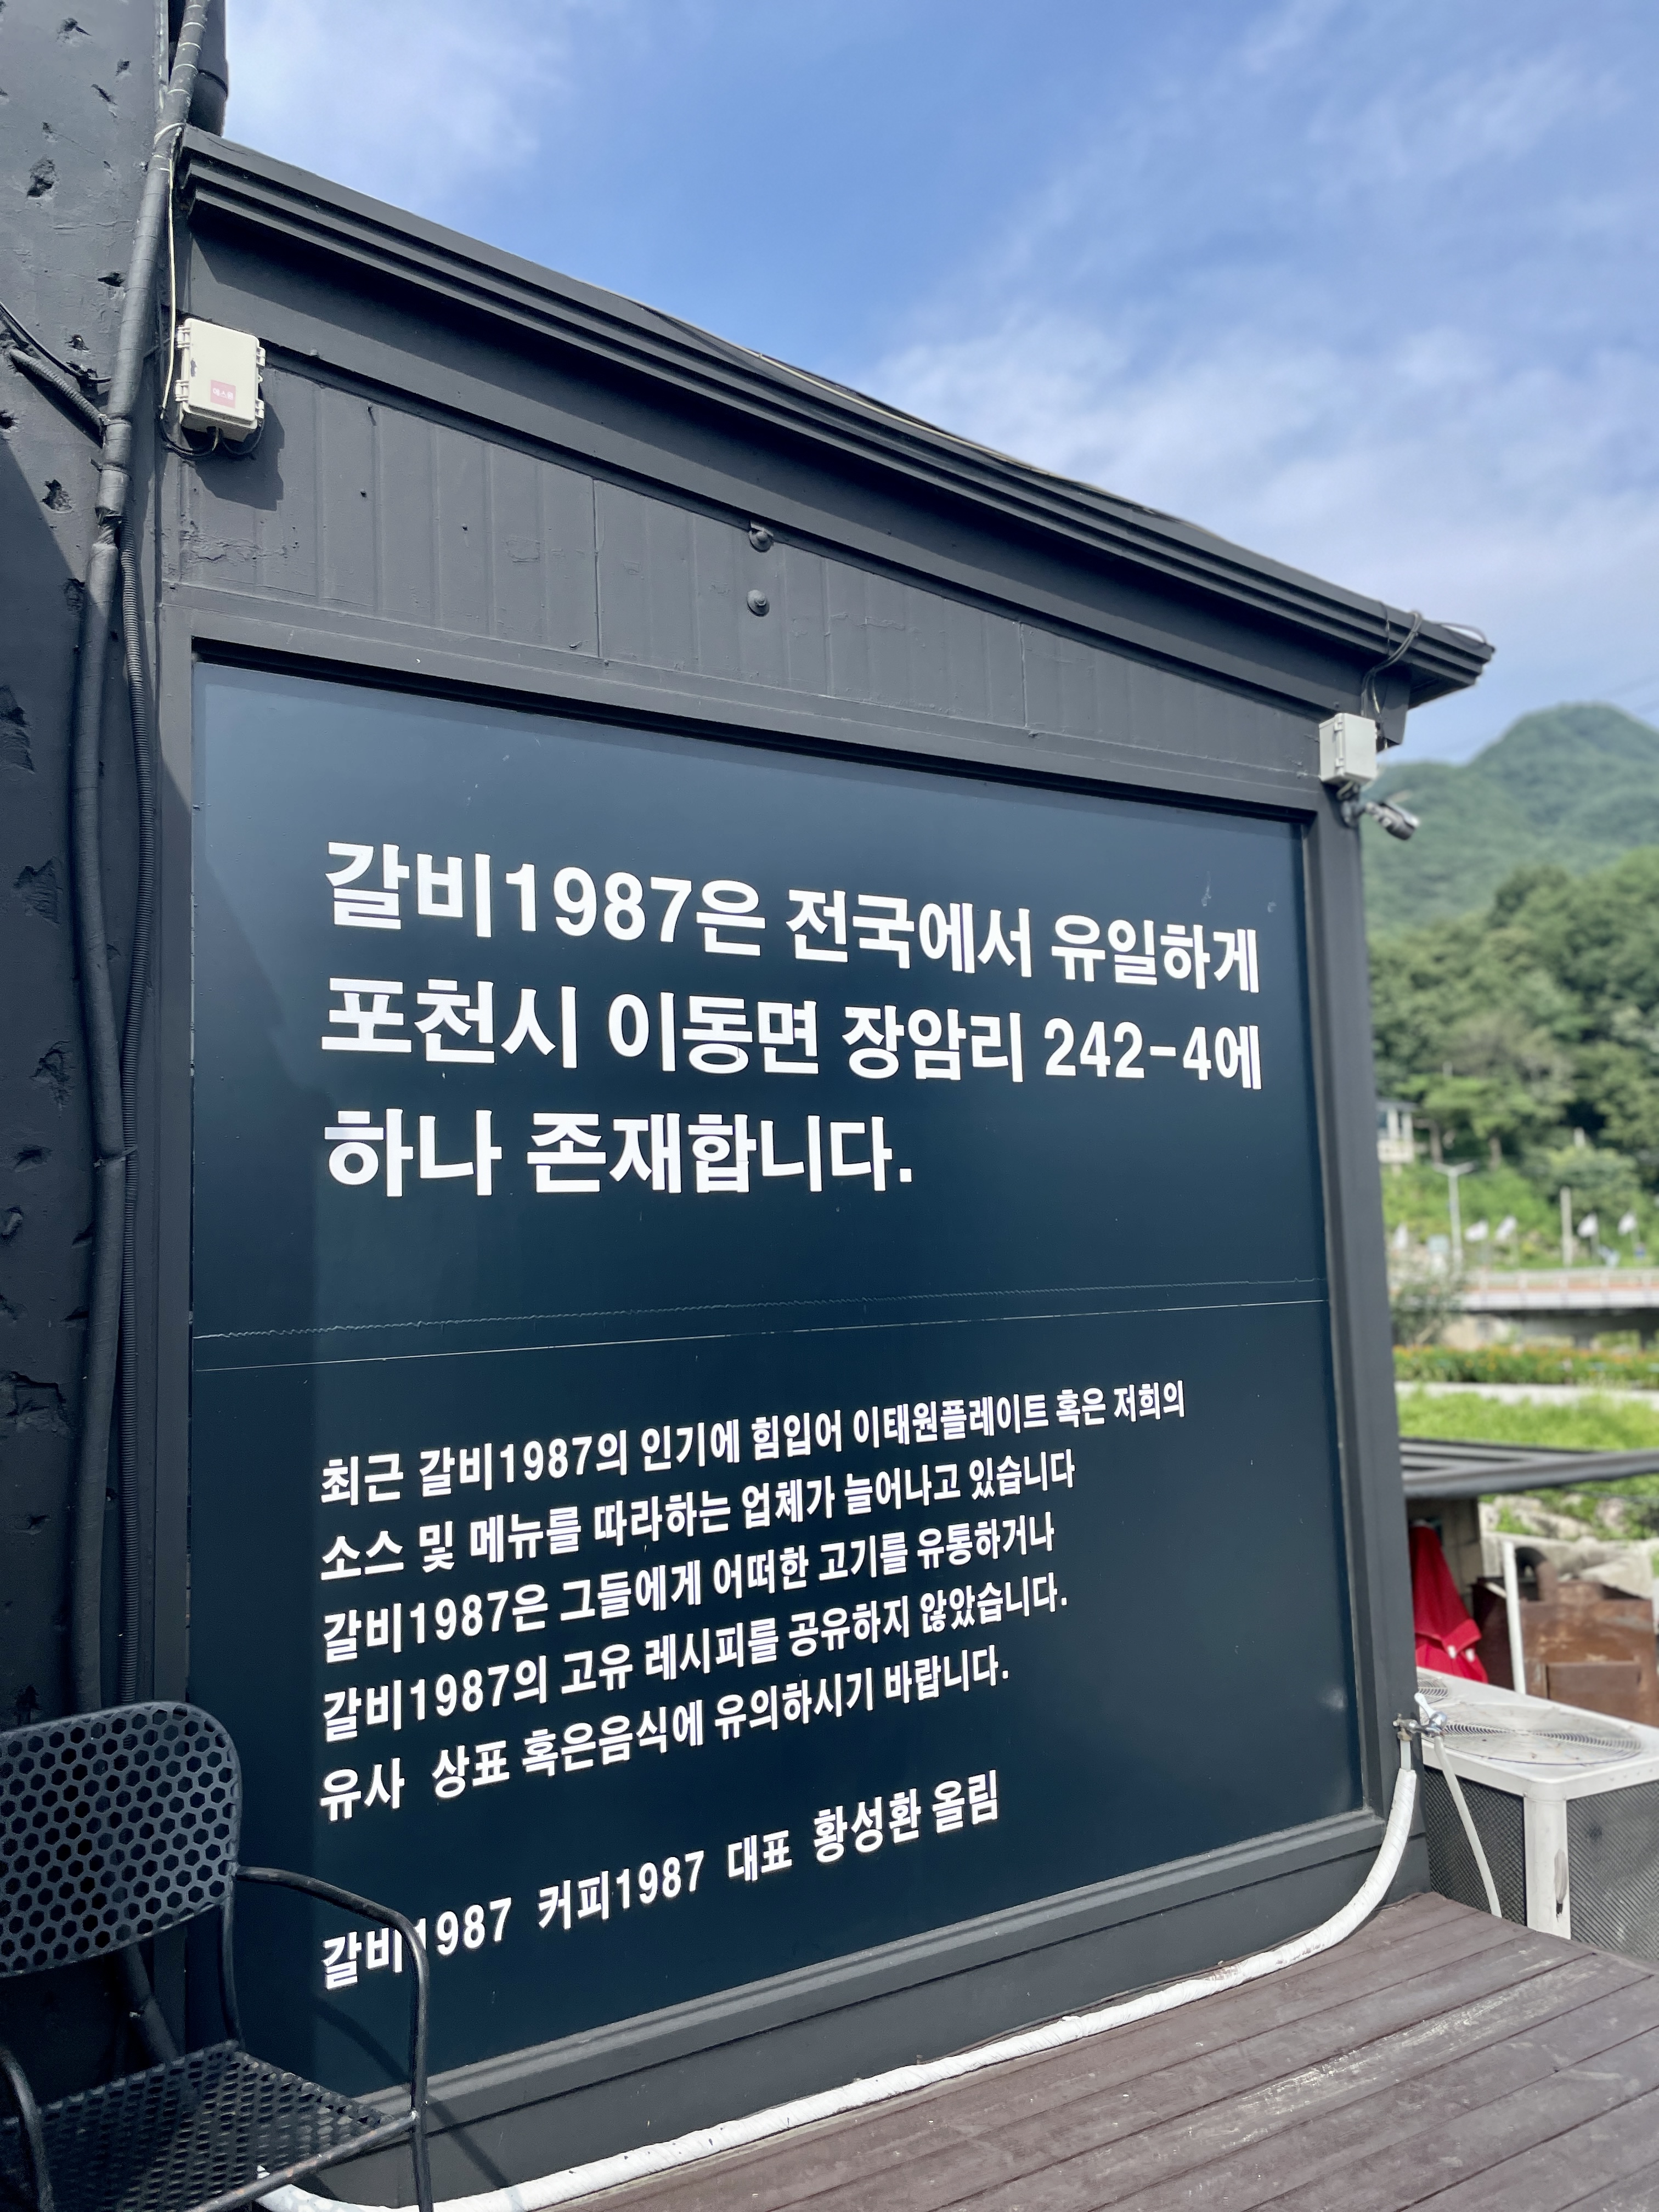 갈비1987은 전국에서 유일하게
포천시 이동면 장암리 242-4에
하나 존재합니다.
최근 갈비1987의 인기에 힘입어 이태원플레이트 혹은 저희의
소스 및 메뉴를 따라하는 업체가 늘어나고 있습니다
갈비1987은 그들에게 어떠한 고기를 유통하거나
갈비1987의 고유 레시피를 공유하지 않았습니다.
유사 상표 혹은음식에 유의하시기 바랍니다.
갈비1987 커피1987 대표 황성환 올림